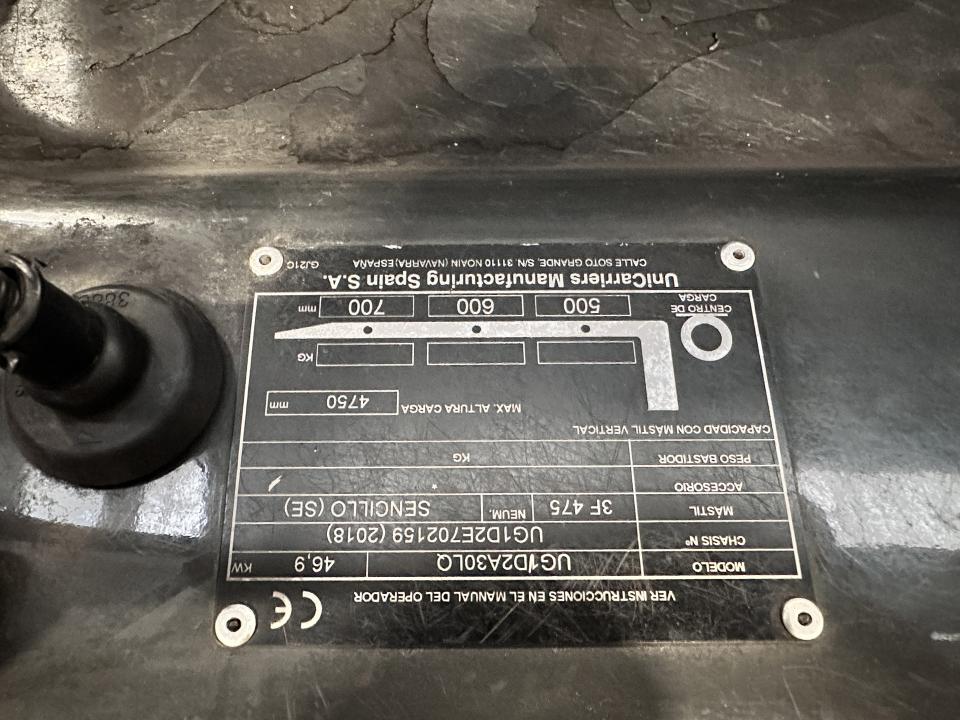 VER INSTRUCCIONES EN EL MANUAL DEL OPERADOR CE
MODELO UG1D2A30LQ 46,9 KW
CHASIS Nº UG1D2E702159 (2018)
MÁSTIL 3F 475 NEUM. SENCILLO (SE)
ACCESORIO
PESO BASTIDOR KG
CAPACIDAD CON MÁSTIL VERTICAL
MAX. ALTURA CARGA 4750 mm
KG
CENTRO DE CARGA 500 600 700 mm
UniCarriers Manufacturing Spain S.A.
CALLE SOTO GRANDE, S/N. 31110 NOAIN (NAVARRA) ESPAÑA GJ21C